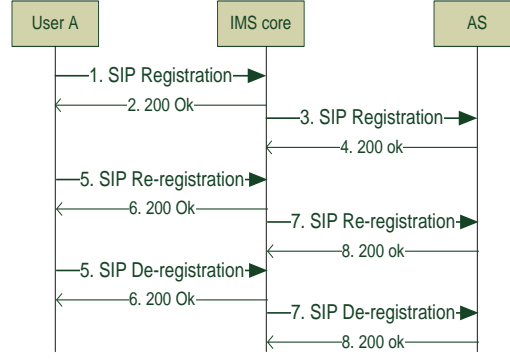 User A
IMS core
AS
1. SIP Registration
2. 200 Ok
3. SIP Registration
4. 200 ok
5. SIP Re-registration
6. 200 Ok
7. SIP Re-registration
8. 200 ok
5. SIP De-registration
6. 200 Ok
7. SIP De-registration
8. 200 ok